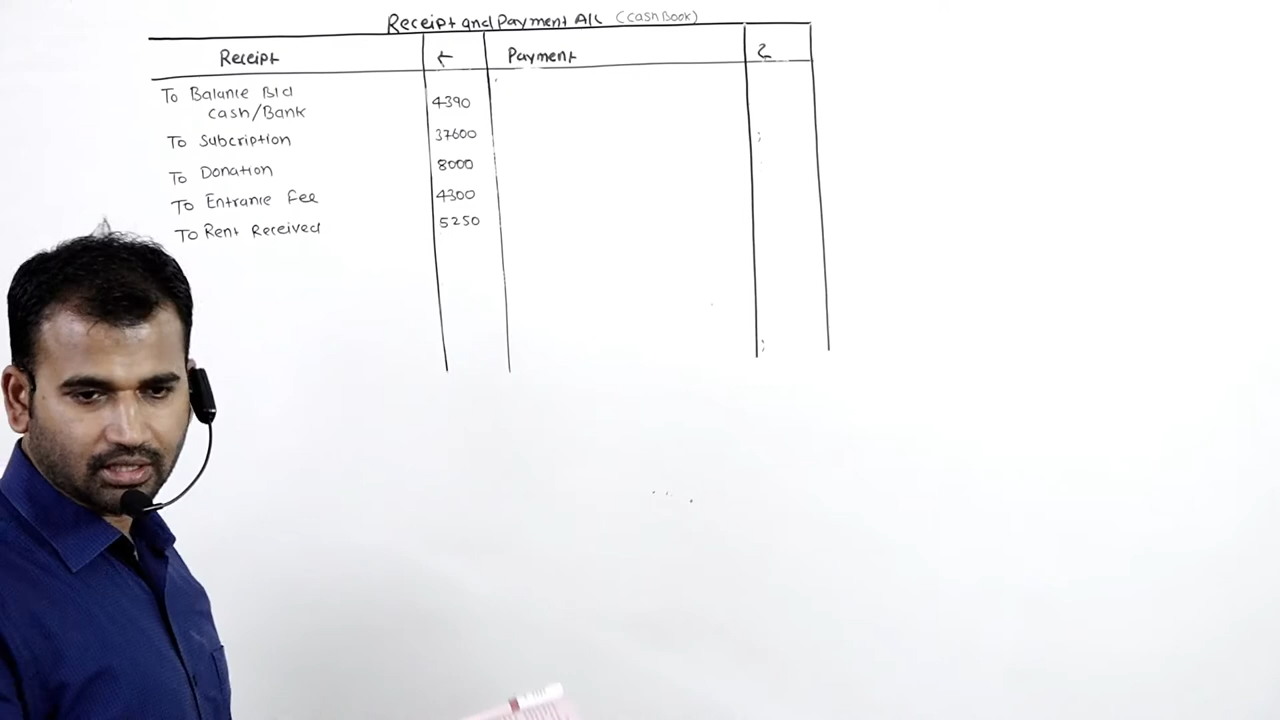 Receipt and Payment A/c (Cash Book)
Receipt ₹ Payment ₹
To Balance B/d
Cash/Bank 4390
To Subcription 37600
To Donation 8000
To Entrance Fee 4300
To Rent Received 5250